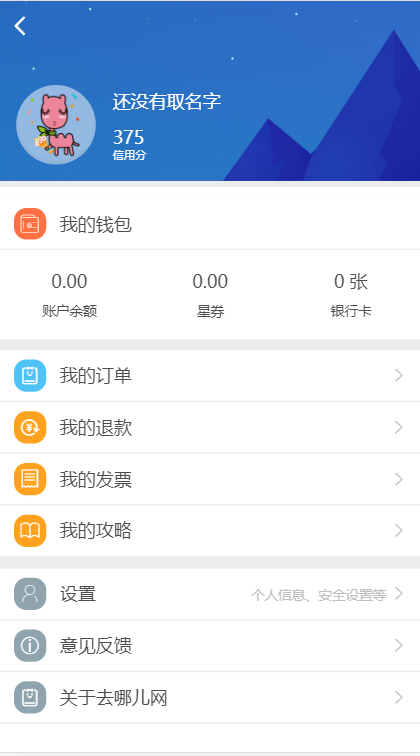 还没有取名字
375
信用分
我的钱包
0.00 0.00 0 张
账户余额 星券 银行卡
我的订单
我的退款
我的发票
我的攻略
设置 个人信息、安全设置等
意见反馈
关于去哪儿网